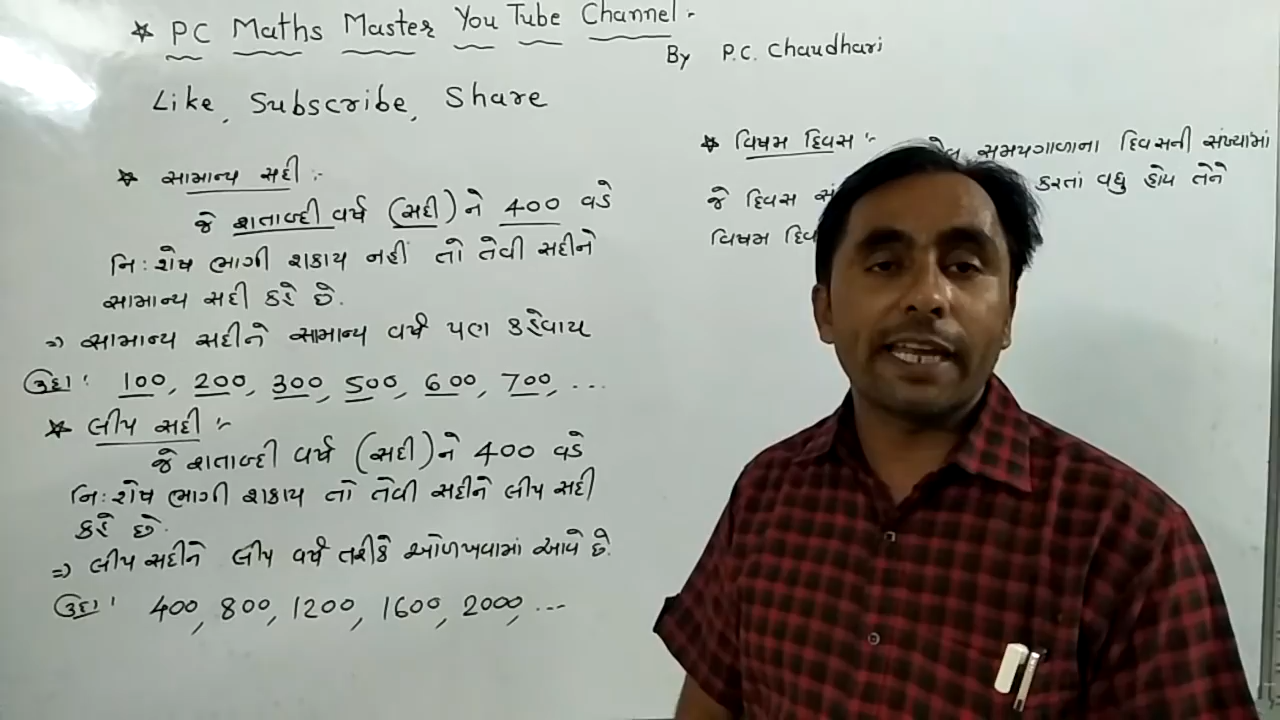 ★ PC Maths Master You Tube Channel :-
By P.C. Chaudhari
Like, Subscribe, Share
★ સામાન્ય સદી :-
જે શતાબ્દી વર્ષ (સદી) ને 400 વડે
નિ:શેષ ભાગી શકાય નહીં તો તેવી સદીને
સામાન્ય સદી કહે છે.
=) સામાન્ય સદીને સામાન્ય વર્ષ પણ કહેવાય
ઉદા: 100, 200, 300, 500, 600, 700, ...
★ લીપ સદી :-
જે શતાબ્દી વર્ષ (સદી) ને 400 વડે
નિ:શેષ ભાગી શકાય તો તેવી સદીને લીપ સદી
કહે છે.
=) લીપ સદીને લીપ વર્ષ તરીકે ઓળખવામાં આવે છે.
ઉદા: 400, 800, 1200, 1600, 2000, ...
★ વિષમ દિવસ :- સમયગાળાના દિવસની સંખ્યામાં
જે દિવસ કરતાં વધુ હોય તેને
વિષમ